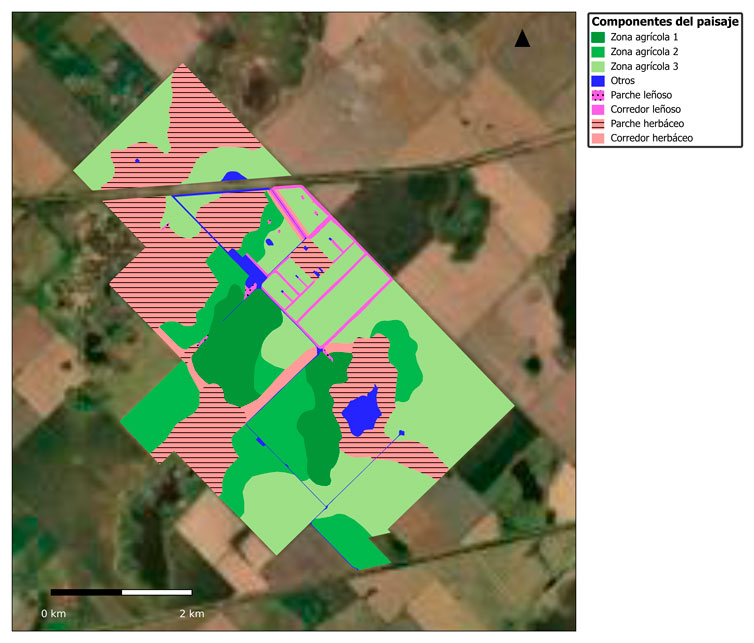 Componentes del paisaje
Zona agrícola 1
Zona agrícola 2
Zona agrícola 3
Otros
Parche leñoso
Corredor leñoso
Parche herbáceo
Corredor herbáceo
0 km
2 km